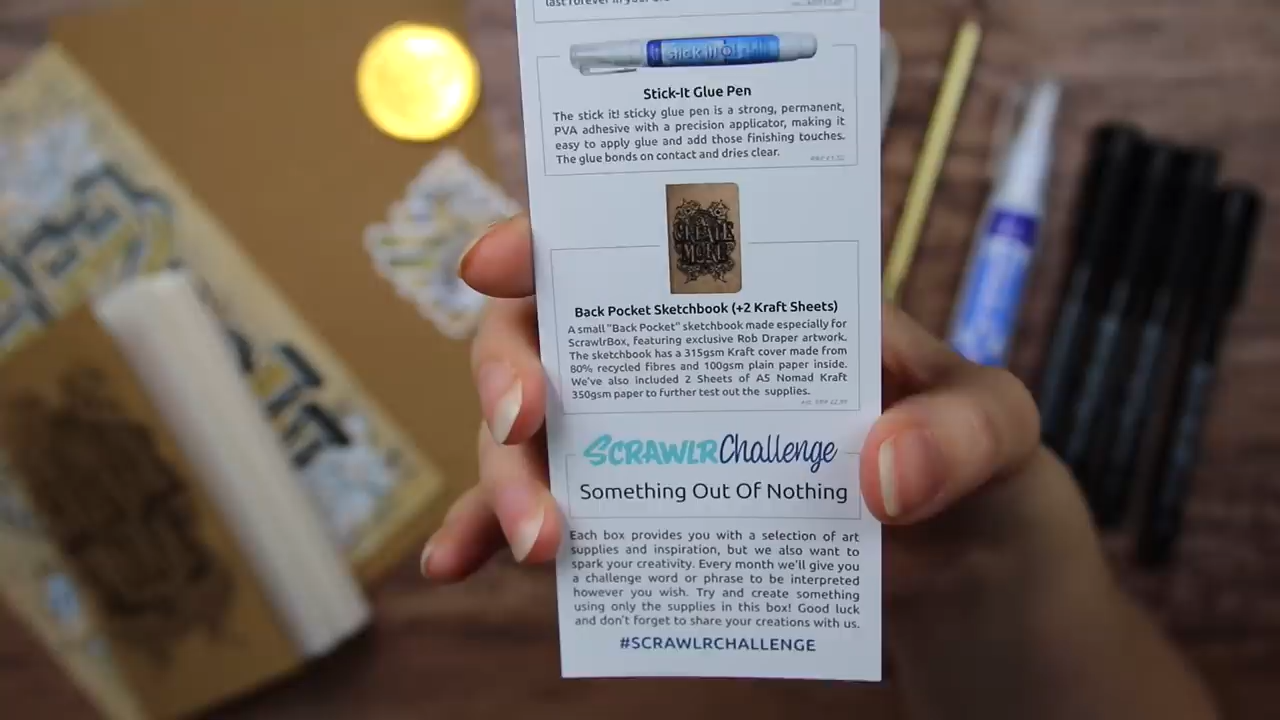 last forever in your
stick it!
Stick-It Glue Pen
The stick it! sticky glue pen is a strong, permanent,
PVA adhesive with a precision applicator, making it
easy to apply glue and add those finishing touches.
The glue bonds on contact and dries clear.
CREATE
MORE
Back Pocket Sketchbook (+2 Kraft Sheets)
A small "Back Pocket" sketchbook made especially for
ScrawlrBox, featuring exclusive Rob Draper artwork.
The sketchbook has a 315gsm Kraft cover made from
80% recycled fibres and 100gsm plain paper inside.
We've also included 2 Sheets of A5 Nomad Kraft
350gsm paper to further test out the supplies.
SCRAWLRChallenge
Something Out Of Nothing
Each box provides you with a selection of art
supplies and inspiration, but we also want to
spark your creativity. Every month we'll give you
a challenge word or phrase to be interpreted
however you wish. Try and create something
using only the supplies in this box! Good luck
and don't forget to share your creations with us.
#SCRAWLRCHALLENGE